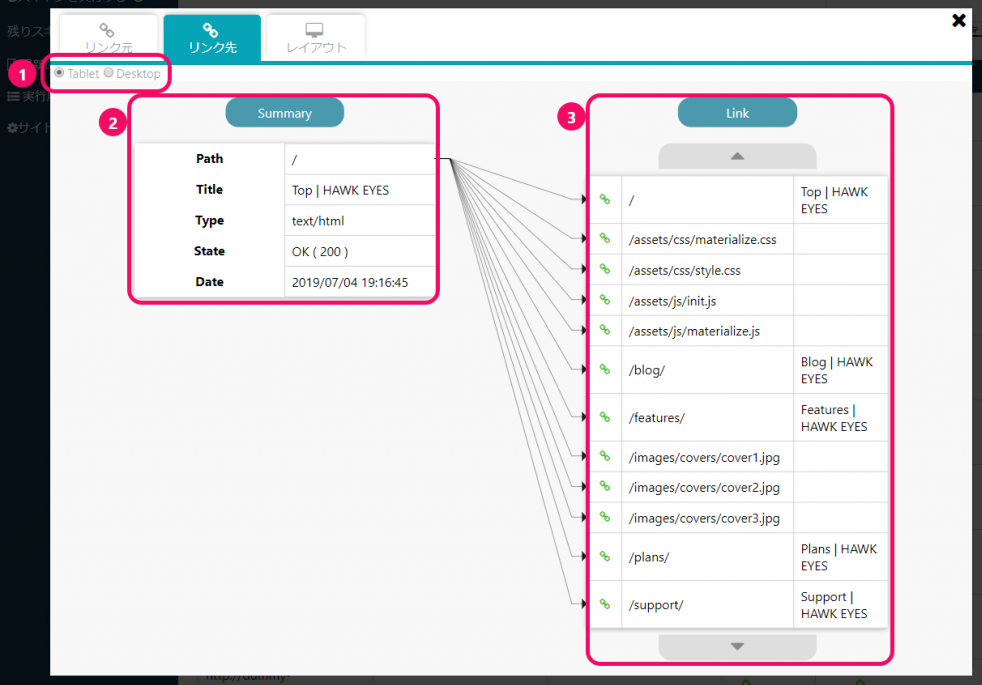 残りスキ
リンク元
リンク先
レイアウト
1
Tablet Desktop
実行
サイト
2
Summary
3
Link
Path /
Title Top | HAWK EYES
Type text/html
State OK ( 200 )
Date 2019/07/04 19:16:45
/ Top | HAWK
EYES
/assets/css/materialize.css
/assets/css/style.css
/assets/js/init.js
/assets/js/materialize.js
/blog/ Blog | HAWK
EYES
/features/ Features |
HAWK EYES
/images/covers/cover1.jpg
/images/covers/cover2.jpg
/images/covers/cover3.jpg
/plans/ Plans | HAWK
EYES
/support/ Support |
HAWK EYES
http://dummy-